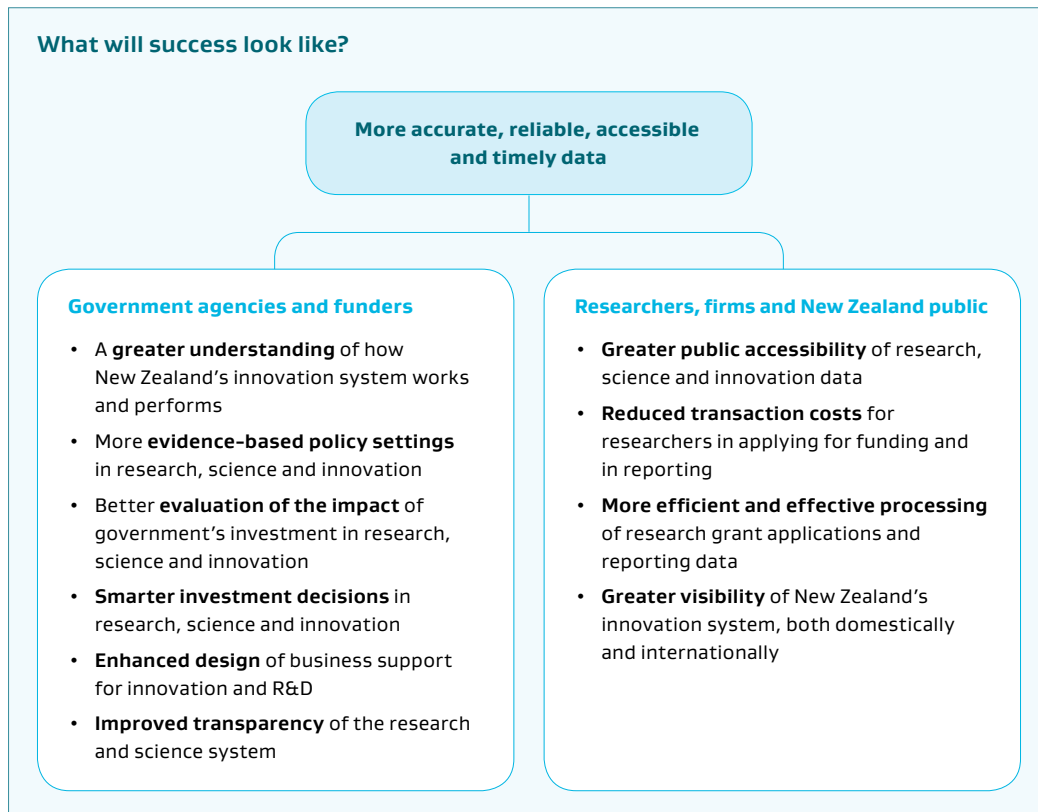 What will success look like?
More accurate, reliable, accessible
and timely data
Government agencies and funders
• A greater understanding of how
New Zealand's innovation system works
and performs
• More evidence-based policy settings
in research, science and innovation
• Better evaluation of the impact of
government's investment in research,
science and innovation
• Smarter investment decisions in
research, science and innovation
• Enhanced design of business support
for innovation and R&D
• Improved transparency of the research
and science system
Researchers, firms and New Zealand public
• Greater public accessibility of research,
science and innovation data
• Reduced transaction costs for
researchers in applying for funding and
in reporting
• More efficient and effective processing
of research grant applications and
reporting data
• Greater visibility of New Zealand's
innovation system, both domestically
and internationally